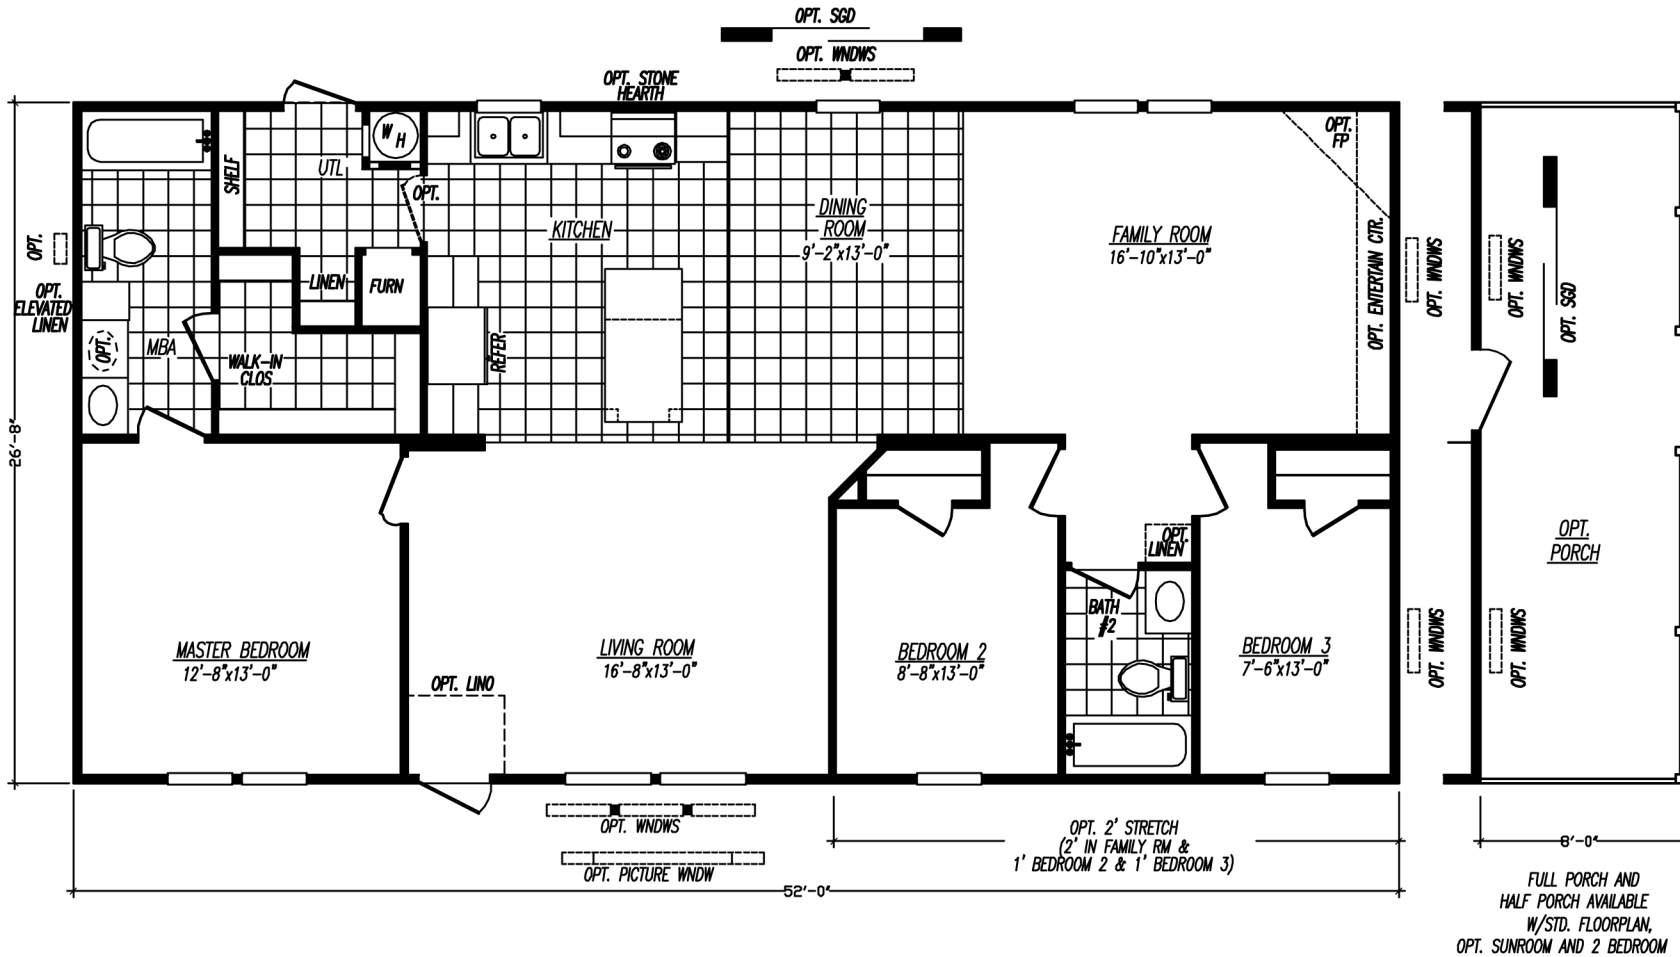 OPT. SGD
OPT. WNDWS
OPT. STONE
HEARTH
W
H
UTL
SHELF
OPT.
KITCHEN
DINING
ROOM
9'-2"x13'-0"
FAMILY ROOM
16'-10"x13'-0"
OPT.
FP
OPT. ENTERTAIN CTR.
OPT. WNDWS
OPT. WNDWS
OPT. SGD
OPT.
OPT.
ELEVATED
LINEN
OPT.
MBA
LINEN
FURN
WALK-IN
CLOS
REFER
26'-8"
MASTER BEDROOM
12'-8"x13'-0"
LIVING ROOM
16'-8"x13'-0"
OPT. LINO
BEDROOM 2
8'-8"x13'-0"
OPT.
LINEN
BATH
#2
BEDROOM 3
7'-6"x13'-0"
OPT. WNDWS
OPT. WNDWS
OPT.
PORCH
OPT. WNDWS
OPT. PICTURE WNDW
OPT. 2' STRETCH
(2' IN FAMILY RM &
1' BEDROOM 2 & 1' BEDROOM 3)
52'-0"
8'-0"
FULL PORCH AND
HALF PORCH AVAILABLE
W/STD. FLOORPLAN,
OPT. SUNROOM AND 2 BEDROOM